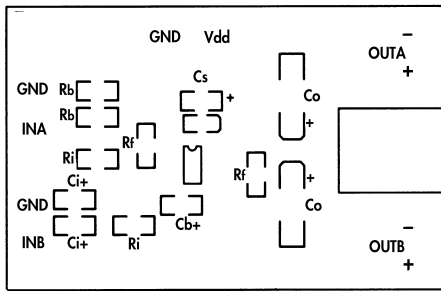 GND Vdd
OUTA
−
+
Cs
+
GND Rb
Rb
INA
Co
+
Rf
Ri
Ci+
Rf
+
GND
Co
Cb+
INB Ci+
Ri
−
OUTB
+